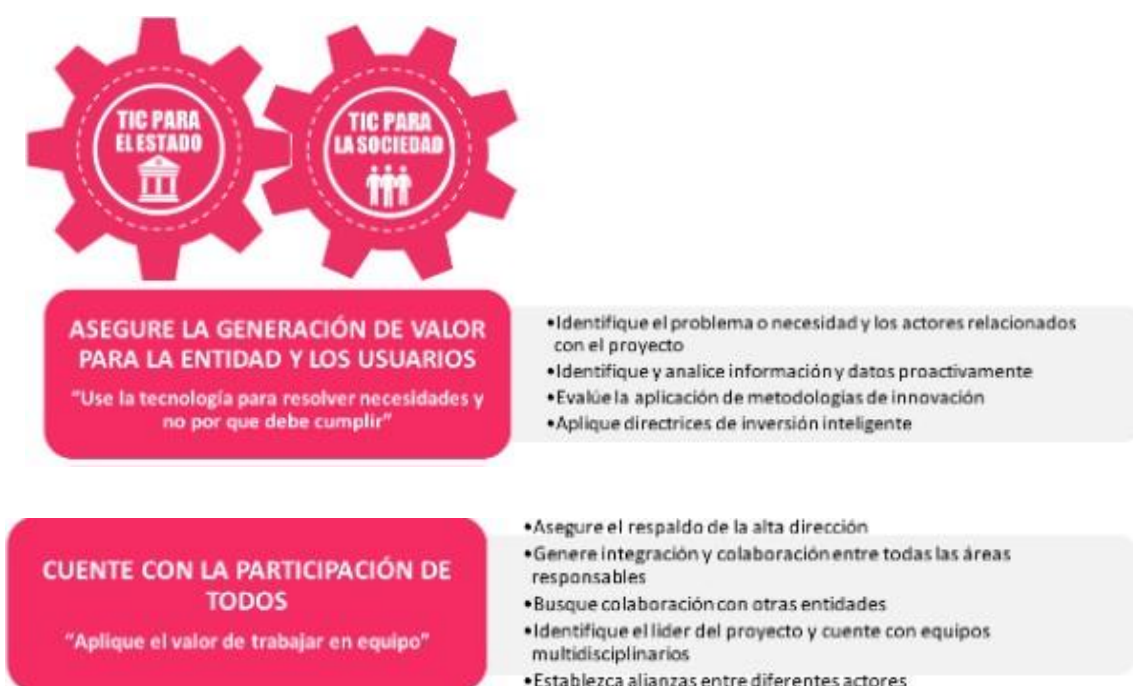 TIC PARA
EL ESTADO
TIC PARA
LA SOCIEDAD
ASEGURE LA GENERACIÓN DE VALOR
PARA LA ENTIDAD Y LOS USUARIOS
"Use la tecnología para resolver necesidades y
no por que debe cumplir"
•Identifique el problema o necesidad y los actores relacionados
con el proyecto
•Identifique y analice información y datos proactivamente
•Evalúe la aplicación de metodologías de innovación
•Aplique directrices de inversión inteligente
CUENTE CON LA PARTICIPACIÓN DE
TODOS
"Aplique el valor de trabajar en equipo"
•Asegure el respaldo de la alta dirección
•Genere integración y colaboración entre todas las áreas
responsables
•Busque colaboración con otras entidades
•Identifique el líder del proyecto y cuente con equipos
multidisciplinarios
•Establezca alianzas entre diferentes actores